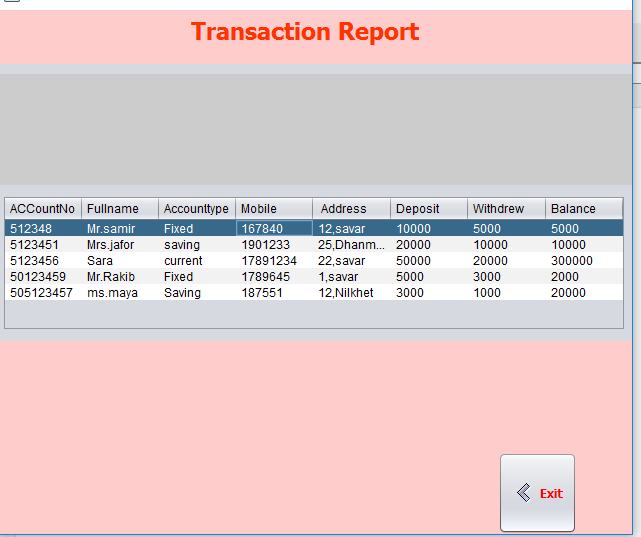 Transaction Report
ACCountNo Fullname Accounttype Mobile Address Deposit Withdrew Balance
512348 Mr.samir Fixed 167840 12,savar 10000 5000 5000
5123451 Mrs.jafor saving 1901233 25,Dhanm... 20000 10000 10000
5123456 Sara current 17891234 22,savar 50000 20000 300000
50123459 Mr.Rakib Fixed 1789645 1,savar 5000 3000 2000
505123457 ms.maya Saving 187551 12,Nilkhet 3000 1000 20000
Exit